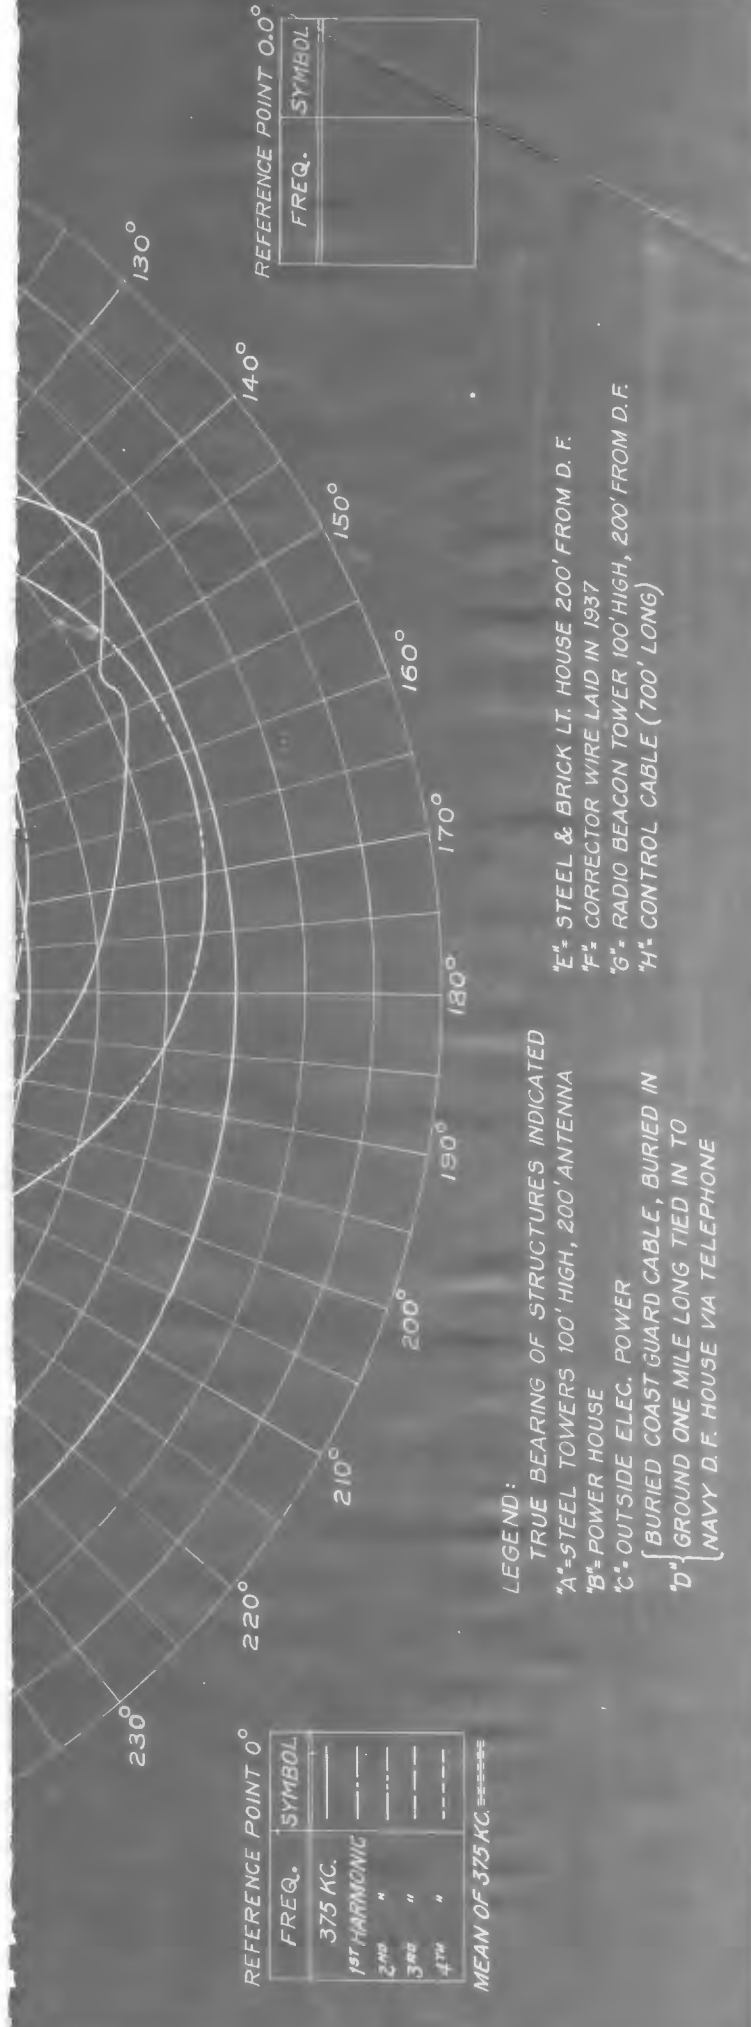 230°
220°
210°
200°
190°
180°
170°
160°
150°
140°
130°
REFERENCE POINT 0°
FREQ. SYMBOL
375 KC.
1ST HARMONIC
2ND "
3RD "
4TH "
MEAN OF 375 KC.
LEGEND:
TRUE BEARING OF STRUCTURES INDICATED
"A"=STEEL TOWERS 100' HIGH, 200' ANTENNA
"B"=POWER HOUSE
"C"=OUTSIDE ELEC. POWER
BURIED COAST GUARD CABLE, BURIED IN
"D" GROUND ONE MILE LONG TIED IN TO
NAVY D.F. HOUSE VIA TELEPHONE
"E"= STEEL & BRICK LT. HOUSE 200' FROM D.F.
"F"= CORRECTOR WIRE LAID IN 1937
"G"= RADIO BEACON TOWER 100' HIGH, 200' FROM D.F.
"H"= CONTROL CABLE (700' LONG)
REFERENCE POINT 0.0°
FREQ. SYMBOL